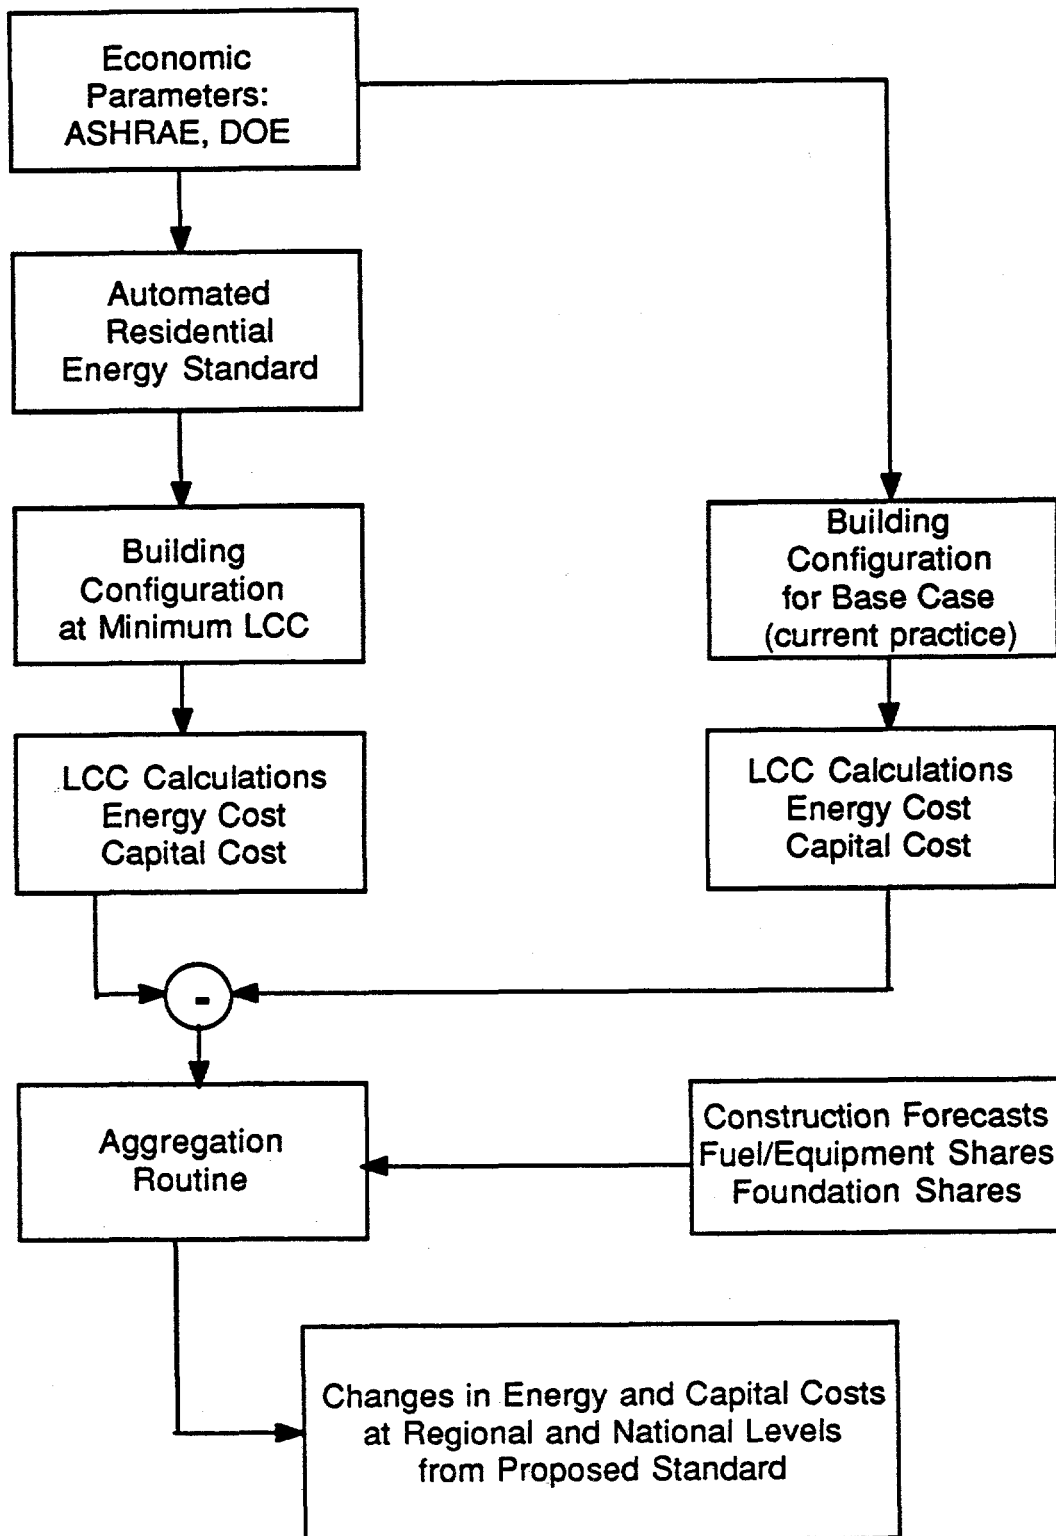 Economic
Parameters:
ASHRAE, DOE
Automated
Residential
Energy Standard
Building
Configuration
at Minimum LCC
Building
Configuration
for Base Case
(current practice)
LCC Calculations
Energy Cost
Capital Cost
LCC Calculations
Energy Cost
Capital Cost
-
Aggregation
Routine
Construction Forecasts
Fuel/Equipment Shares
Foundation Shares
Changes in Energy and Capital Costs
at Regional and National Levels
from Proposed Standard